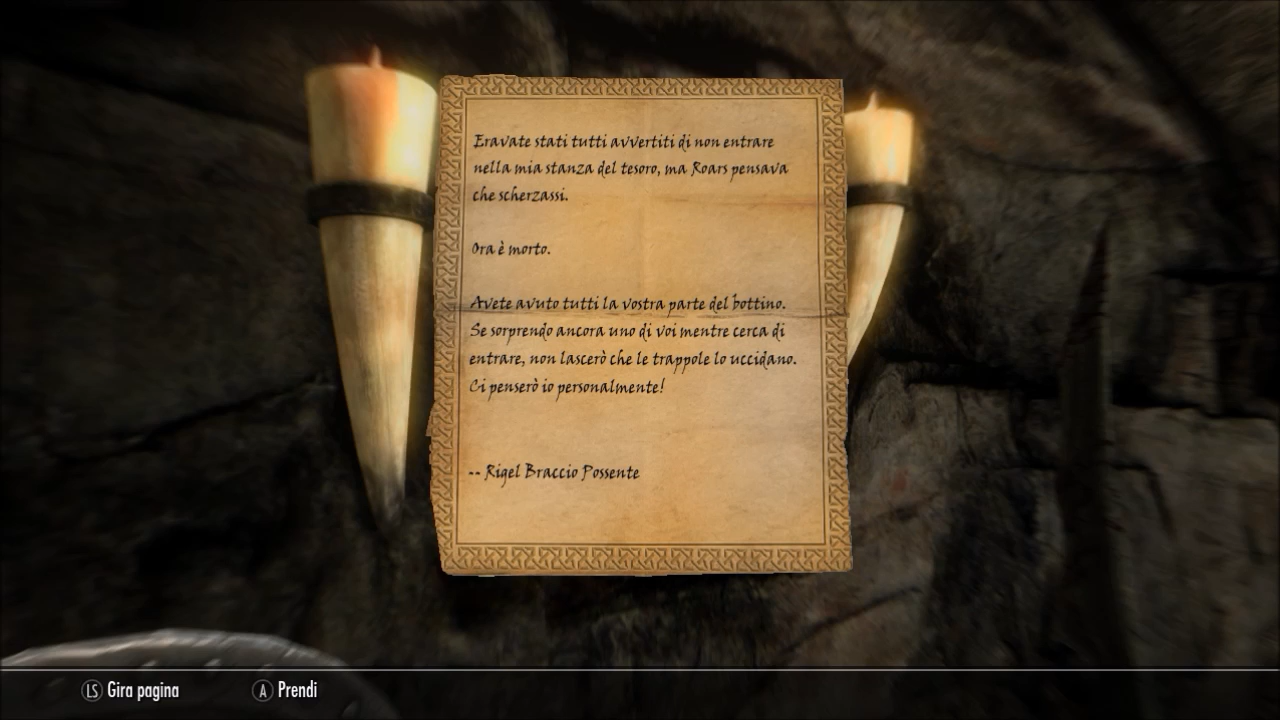 Eravate stati tutti avvertiti di non entrare
nella mia stanza del tesoro, ma Roars pensava
che scherzassi.
Ora è morto.
Avete avuto tutti la vostra parte del bottino.
Se sorprendo ancora uno di voi mentre cerca di
entrare, non lascerò che le trappole lo uccidano.
Ci penserò io personalmente!
-- Rigel Braccio Possente
LS Gira pagina
A Prendi